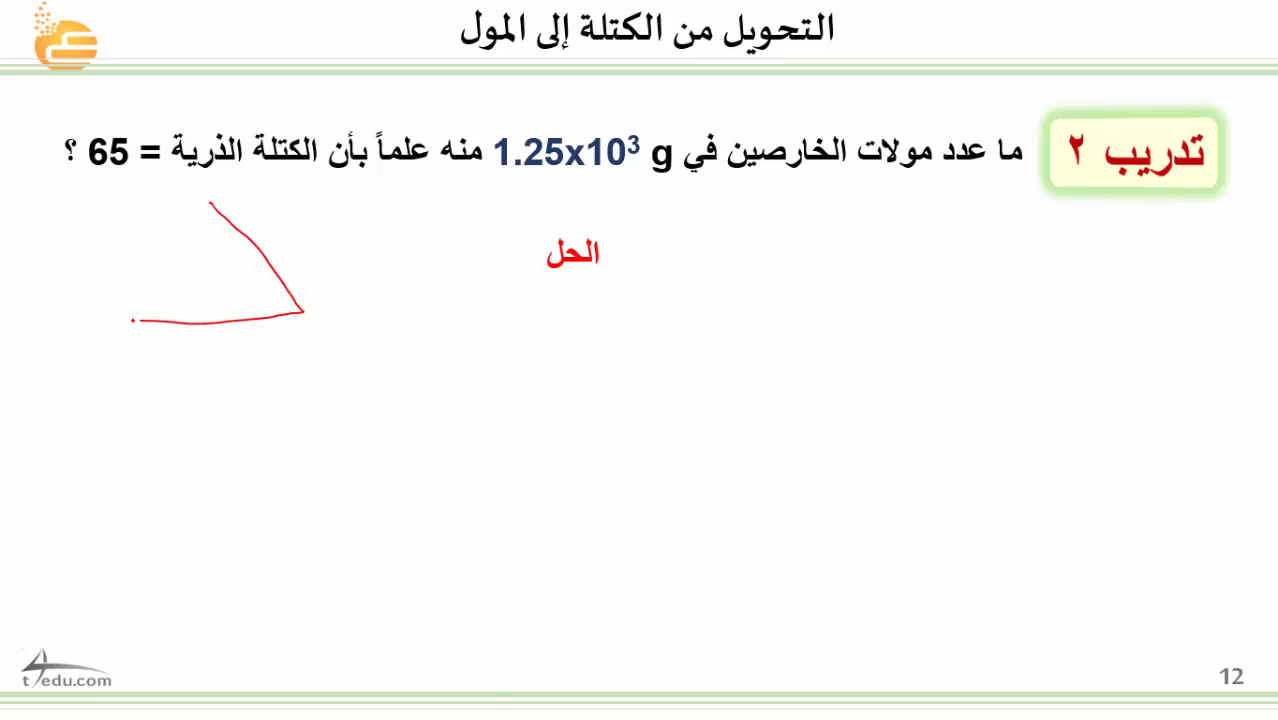 التحويل من الكتلة إلى المول
تدريب ٢
ما عدد مولات الخارصين في 1.25x10³ g منه علماً بأن الكتلة الذرية = 65 ؟
الحل
t4edu.com
12